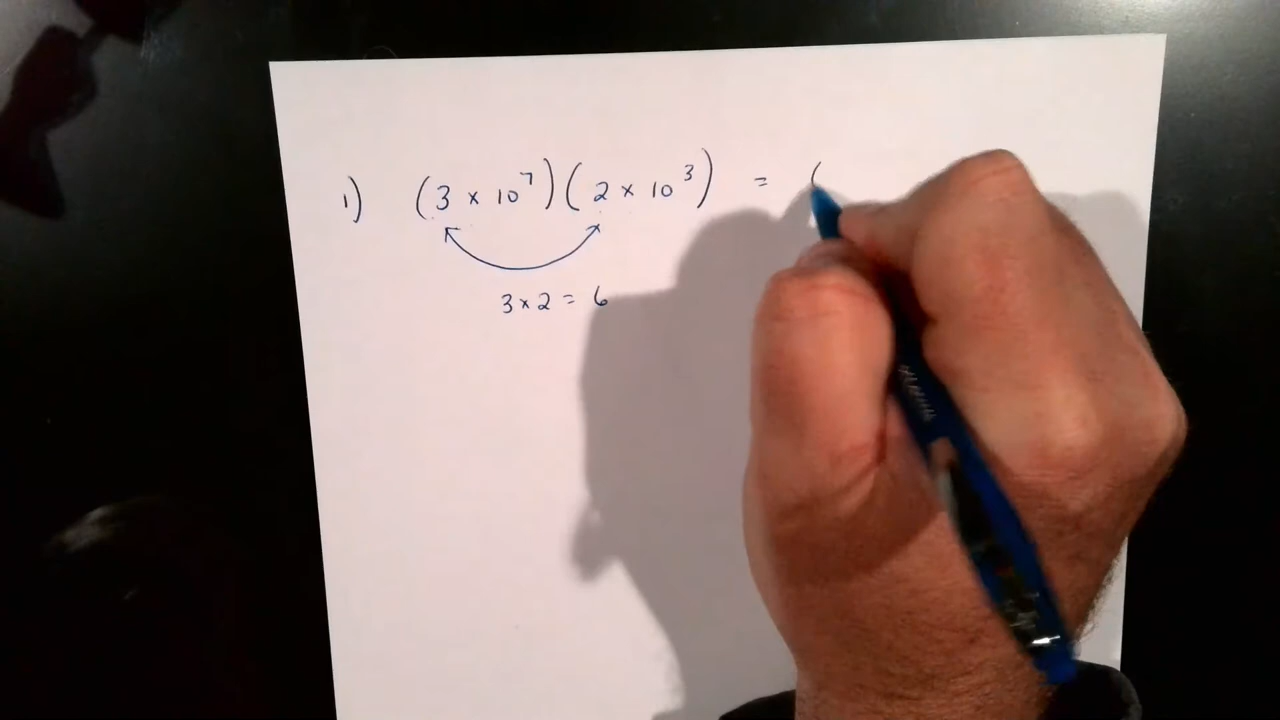 1) (3 × 10⁷)(2 × 10³) = (
3 × 2 = 6